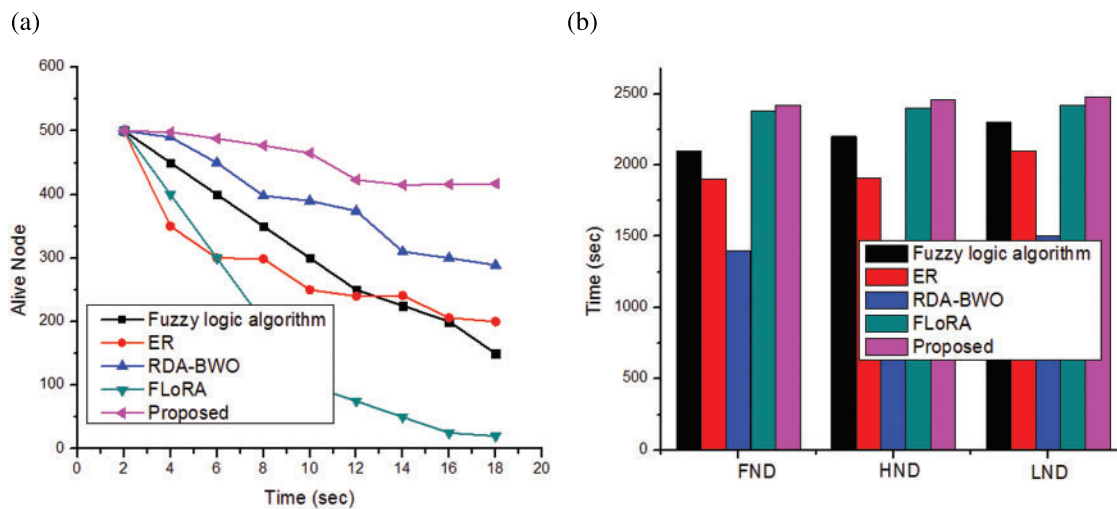 (a)
600
500
400
300
200
100
0
Alive Node
Fuzzy logic algorithm
ER
RDA-BWO
FLoRA
Proposed
2 4 6 8 10 12 14 16 18 20
Time (sec)
(b)
2500
2000
1500
1000
500
0
Time (sec)
Fuzzy logic algorithm
ER
RDA-BWO
FLoRA
Proposed
FND HND LND